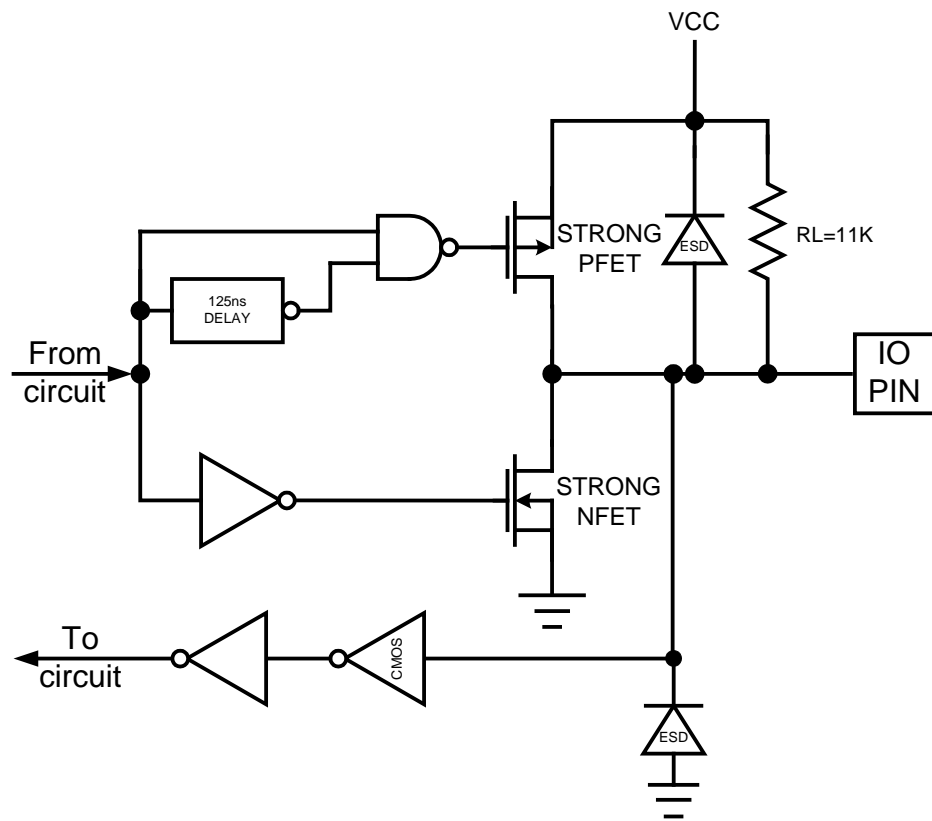 VCC
STRONG
PFET
ESD
RL=11K
125ns
DELAY
From
circuit
IO
PIN
STRONG
NFET
To
circuit
CMOS
ESD